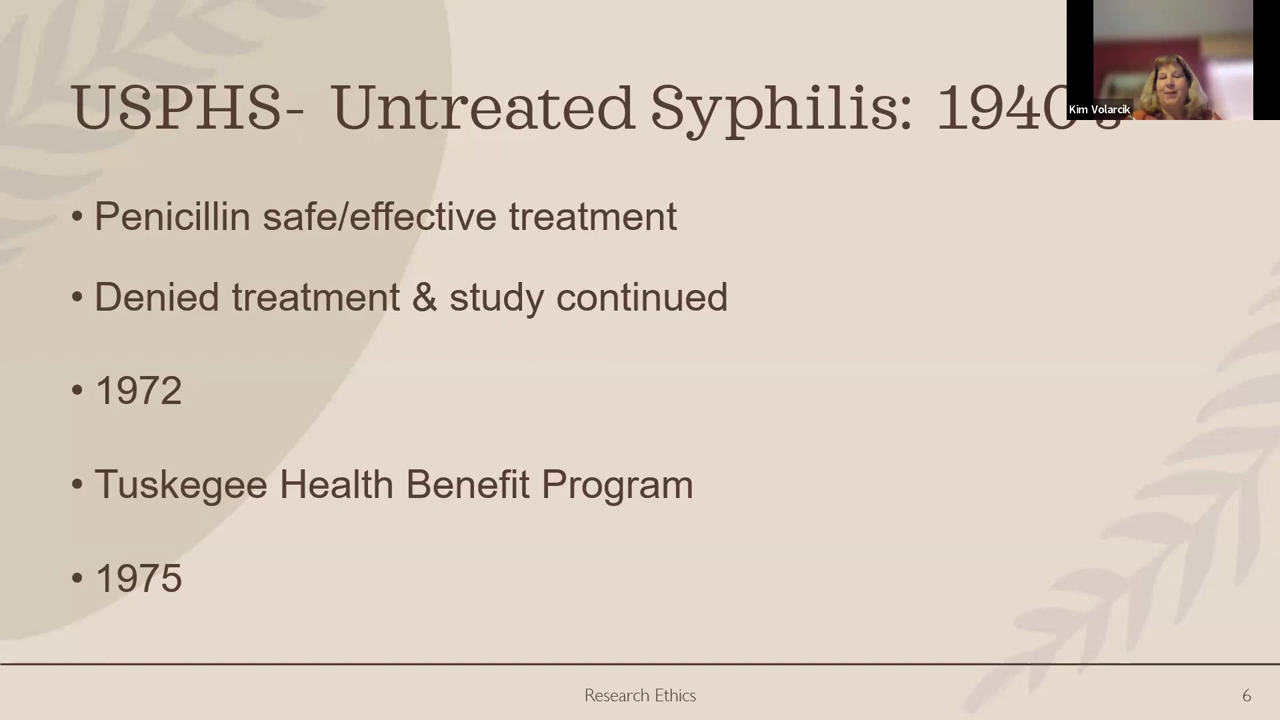 USPHS- Untreated Syphilis: 1940's
Kim Volarcik
• Penicillin safe/effective treatment
• Denied treatment & study continued
• 1972
• Tuskegee Health Benefit Program
• 1975
Research Ethics
6